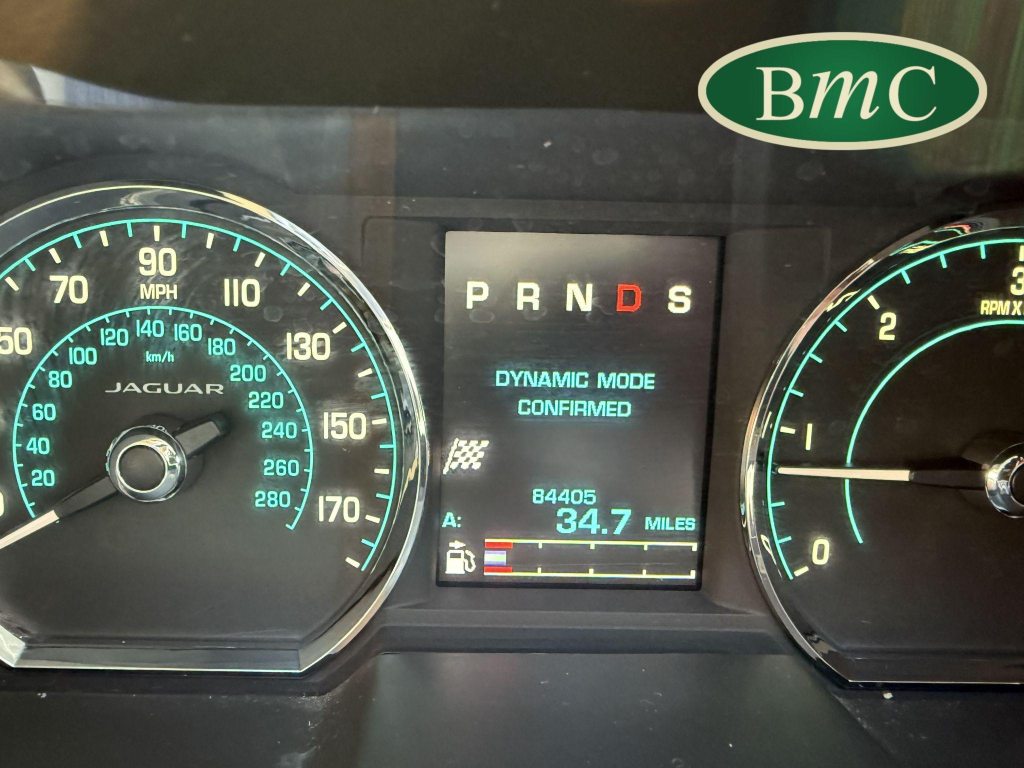 BmC
50 70 90 110 130 150 170
MPH
20 40 60 80 100 120 140 160 180 200 220 240 260 280
km/h
JAGUAR
P R N D S
DYNAMIC MODE
CONFIRMED
84405
A: 34.7 MILES
0 1 2 3
RPM X